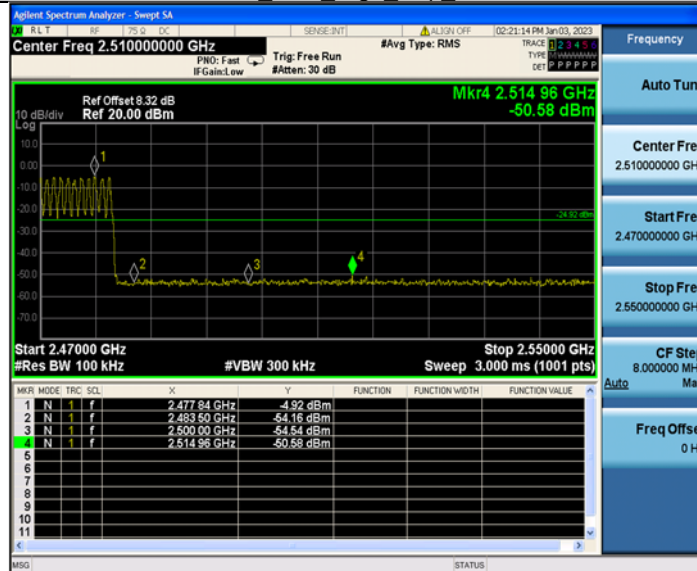 Agilent Spectrum Analyzer - Swept SA
RLT RF 75 Ω DC SENSE:INT ALIGN OFF 02:21:14 PM Jan 03, 2023
Center Freq 2.510000000 GHz
#Avg Type: RMS
TRACE 1 2 3 4 5 6
PNO: Fast
Trig: Free Run
TYPE
IFGain:Low
#Atten: 30 dB
DET P P P P P P
Mkr4 2.514 96 GHz
-50.58 dBm
Ref Offset 8.32 dB
10 dB/div Ref 20.00 dBm
Log
10.0
0.00
-10.0
-20.0
-30.0
-40.0
-50.0
-60.0
-70.0
1
2
3
4
-24.92 dBm
Start 2.47000 GHz
Stop 2.55000 GHz
#Res BW 100 kHz
#VBW 300 kHz
Sweep 3.000 ms (1001 pts)
MKR MODE TRC SCL X Y FUNCTION FUNCTION WIDTH FUNCTION VALUE
1 N 1 f 2.477 84 GHz -4.92 dBm
2 N 1 f 2.483 50 GHz -54.16 dBm
3 N 1 f 2.500 00 GHz -54.54 dBm
4 N 1 f 2.514 96 GHz -50.58 dBm
5
6
7
8
9
10
11
MSG
STATUS
Frequency
Auto Tun
Center Fre
2.510000000 GH
Start Fre
2.470000000 GH
Stop Fre
2.550000000 GH
CF Ste
8.000000 MH
Auto Ma
Freq Offse
0 H